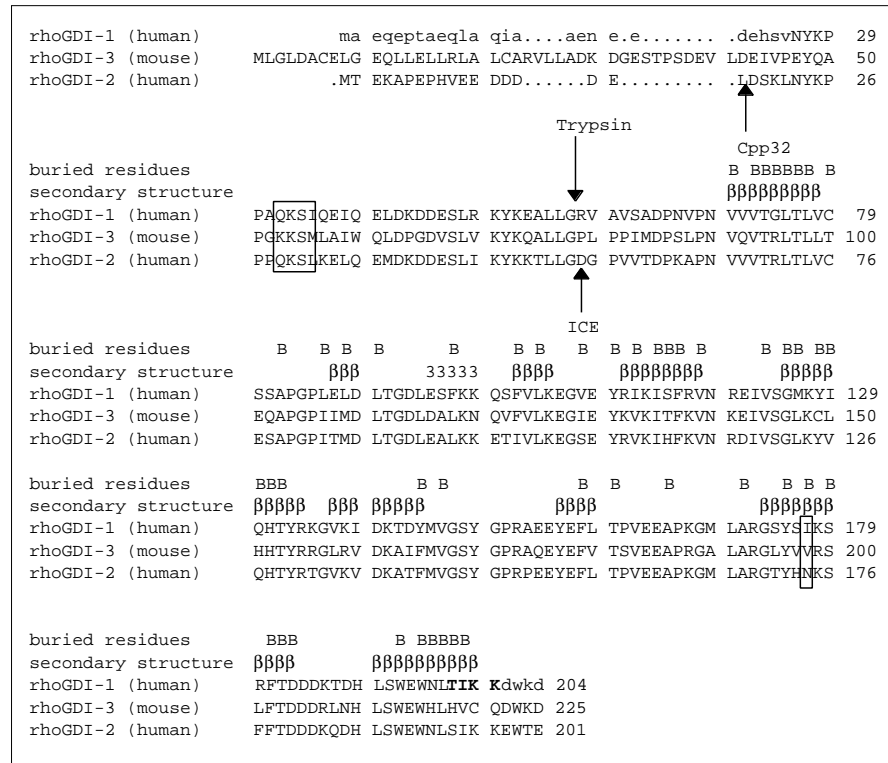 rhoGDI-1 (human) ma eqeptaeqla qia....aen e.e....... .dehsvNYKP 29
rhoGDI-3 (mouse) MLGLDACELG EQLLELLRLA LCARVLLADK DGESTPSDEV LDEIVPEYQA 50
rhoGDI-2 (human) .MT EKAPEPHVEE DDD......D E......... .LDSKLNYKP 26
Trypsin
Cpp32
buried residues B BBBBBB B
secondary structure βββββββββ
rhoGDI-1 (human) PAQKSIQEIQ ELDKDDESLR KYKEALLGRV AVSADPNVPN VVVTGLTLVC 79
rhoGDI-3 (mouse) PGKKSMLAIW QLDPGDVSLV KYKQALLGPL PPIMDPSLPN VQVTRLTLLT 100
rhoGDI-2 (human) PPQKSLKELQ EMDKDDESLI KYKKTLLGDG PVVTDPKAPN VVVTRLTLVC 76
ICE
buried residues B B B B B B B B B B BBB B B BB BB
secondary structure βββ 33333 ββββ ββββββββ βββββ
rhoGDI-1 (human) SSAPGPLELD LTGDLESFKK QSFVLKEGVE YRIKISFRVN REIVSGMKYI 129
rhoGDI-3 (mouse) EQAPGPIIMD LTGDLDALKN QVFVLKEGIE YKVKITFKVN KEIVSGLKCL 150
rhoGDI-2 (human) ESAPGPITMD LTGDLEALKK ETIVLKEGSE YRVKIHFKVN RDIVSGLKYV 126
buried residues BBB B B B B B B B B B
secondary structure βββββ βββ βββββ ββββ βββββββ
rhoGDI-1 (human) QHTYRKGVKI DKTDYMVGSY GPRAEEYEFL TPVEEAPKGM LARGSYSIKS 179
rhoGDI-3 (mouse) HHTYRRGLRV DKAIFMVGSY GPRAQEYEFV TSVEEAPRGA LARGLYVVRS 200
rhoGDI-2 (human) QHTYRTGVKV DKATFMVGSY GPRPEEYEFL TPVEEAPKGM LARGTYHNKS 176
buried residues BBB B BBBBB
secondary structure ββββ ββββββββββ
rhoGDI-1 (human) RFTDDDKTDH LSWEWNLTIK Kdwkd 204
rhoGDI-3 (mouse) LFTDDDRLNH LSWEWHLHVC QDWKD 225
rhoGDI-2 (human) FFTDDDKQDH LSWEWNLSIK KEWTE 201